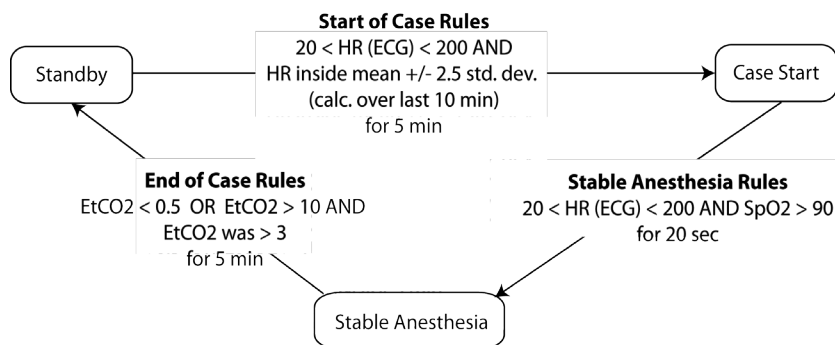 Start of Case Rules
20 < HR (ECG) < 200 AND
HR inside mean +/- 2.5 std. dev.
(calc. over last 10 min)
for 5 min
Standby
Case Start
End of Case Rules
EtCO2 < 0.5 OR EtCO2 > 10 AND
EtCO2 was > 3
for 5 min
Stable Anesthesia Rules
20 < HR (ECG) < 200 AND SpO2 > 90
for 20 sec
Stable Anesthesia